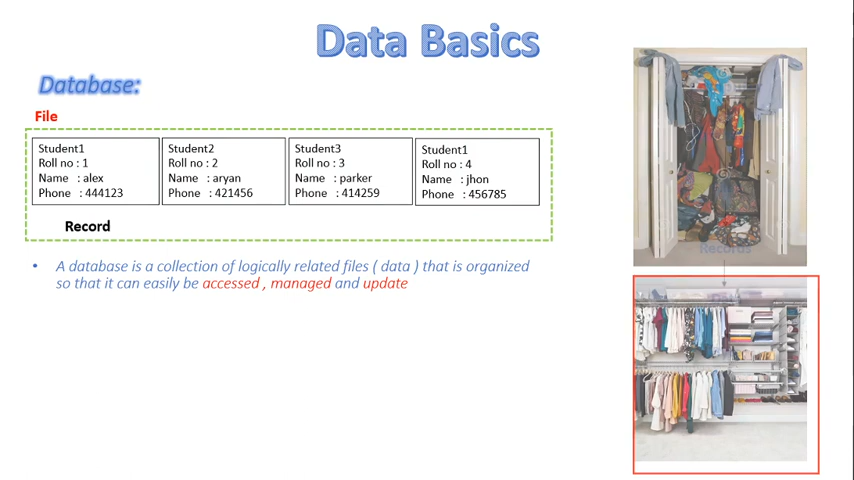 Data Basics
Database:
File
Student1
Roll no : 1
Name : alex
Phone : 444123
Student2
Roll no : 2
Name : aryan
Phone : 421456
Student3
Roll no : 3
Name : parker
Phone : 414259
Student1
Roll no : 4
Name : jhon
Phone : 456785
Record
• A database is a collection of logically related files ( data ) that is organized
so that it can easily be accessed , managed and update
Records